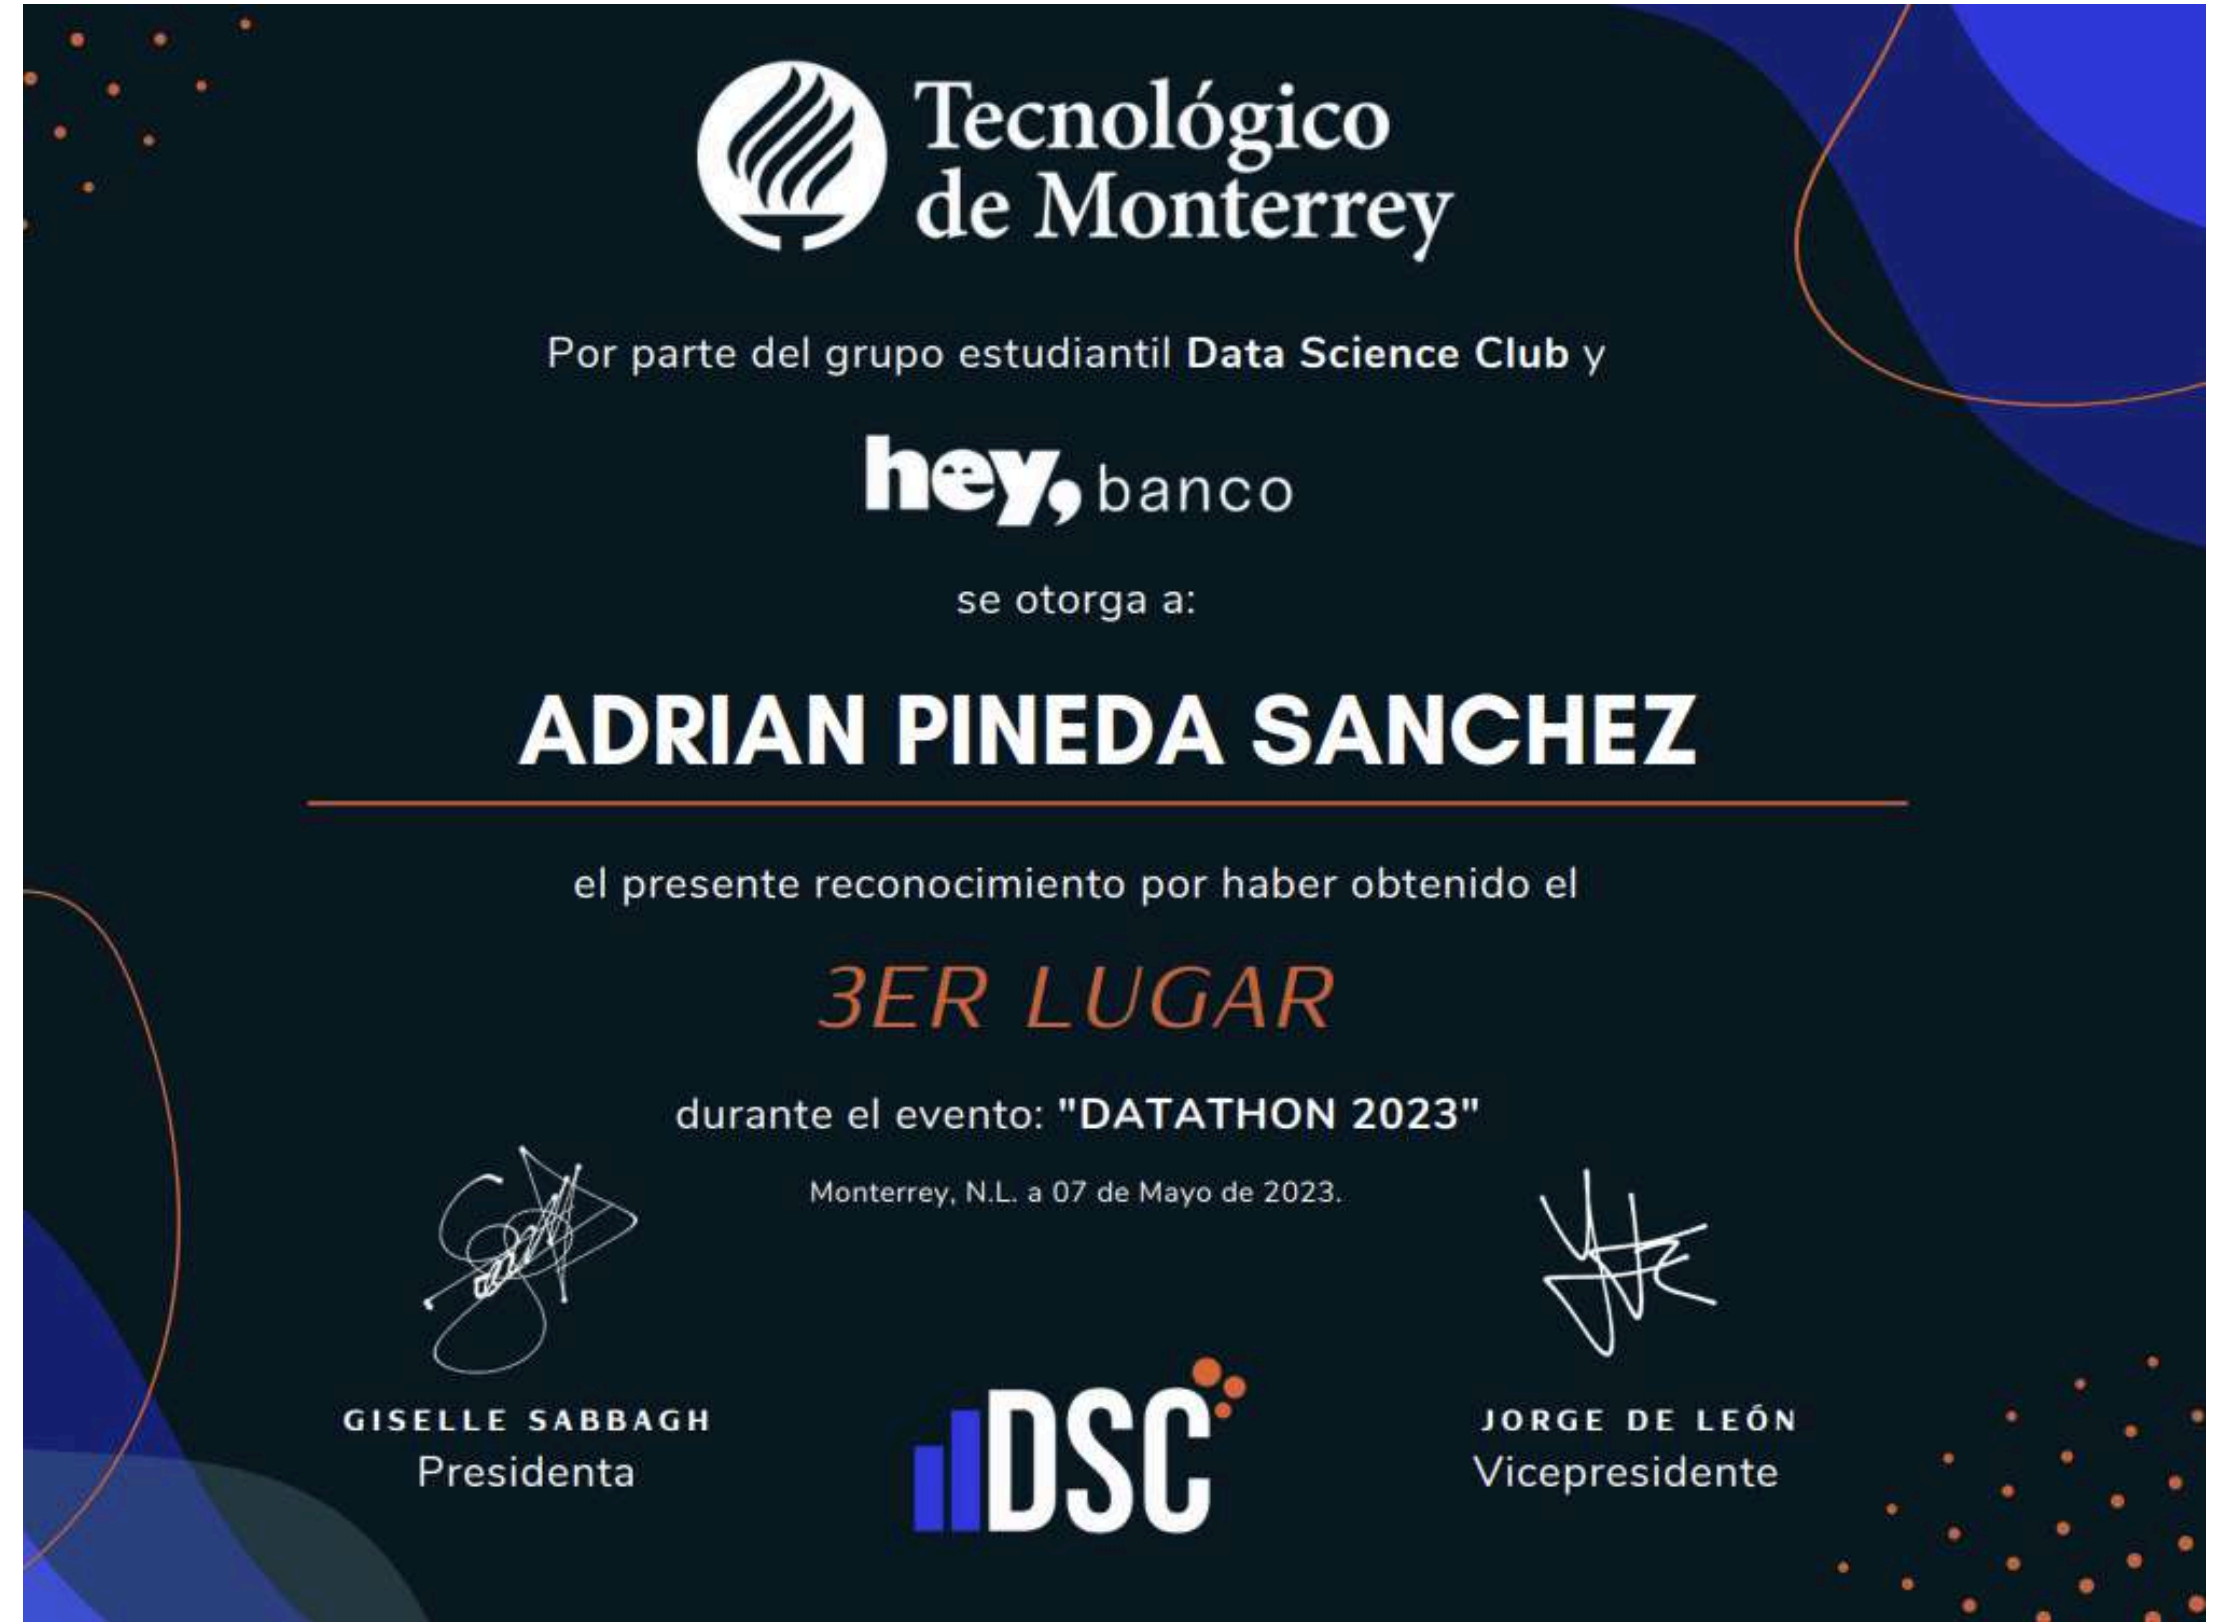 Tecnológico
de Monterrey
Por parte del grupo estudiantil Data Science Club y
hey, banco
se otorga a:
ADRIAN PINEDA SANCHEZ
el presente reconocimiento por haber obtenido el
3ER LUGAR
durante el evento: "DATATHON 2023"
Monterrey, N.L. a 07 de Mayo de 2023.
GISELLE SABBAGH
Presidenta
DSC
JORGE DE LEÓN
Vicepresidente